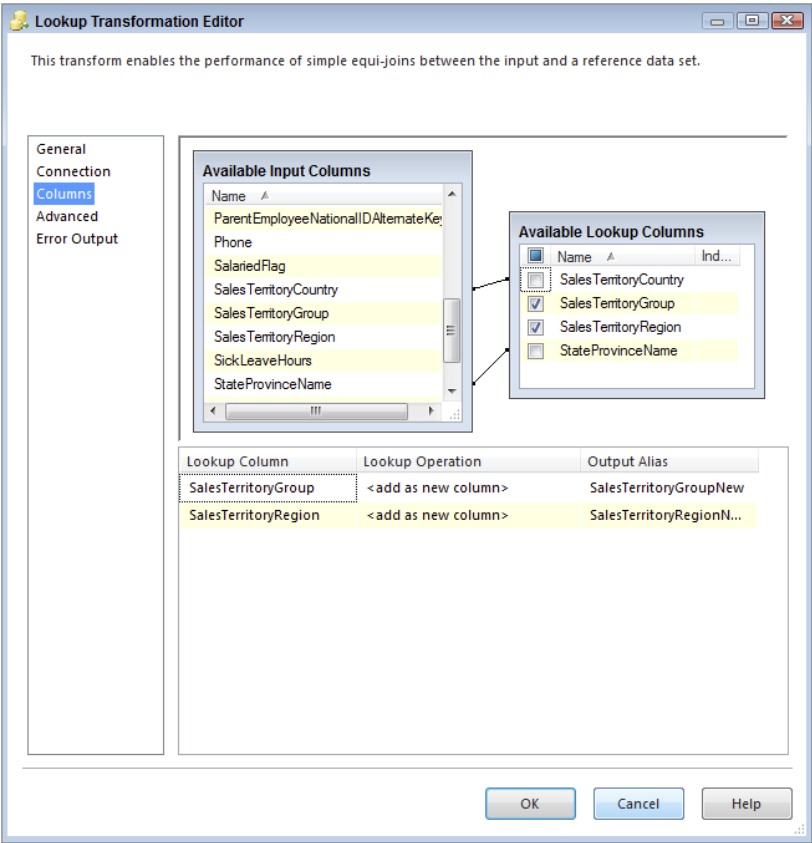 Lookup Transformation Editor
This transform enables the performance of simple equi-joins between the input and a reference data set.
General
Connection
Columns
Advanced
Error Output
Available Input Columns
Name
ParentEmployeeNationalIDAlternateKey
Phone
SalariedFlag
SalesTerritoryCountry
SalesTerritoryGroup
SalesTerritoryRegion
SickLeaveHours
StateProvinceName
Available Lookup Columns
Name Ind...
SalesTerritoryCountry
SalesTerritoryGroup
SalesTerritoryRegion
StateProvinceName
Lookup Column Lookup Operation Output Alias
SalesTerritoryGroup <add as new column> SalesTerritoryGroupNew
SalesTerritoryRegion <add as new column> SalesTerritoryRegionN...
OK Cancel Help